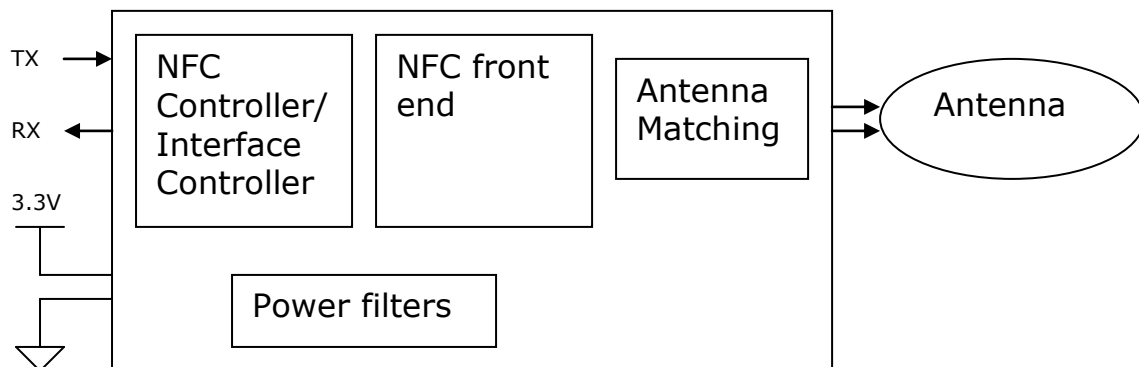 TX
RX
3.3V
NFC
Controller/
Interface
Controller
NFC front
end
Antenna
Matching
Antenna
Power filters